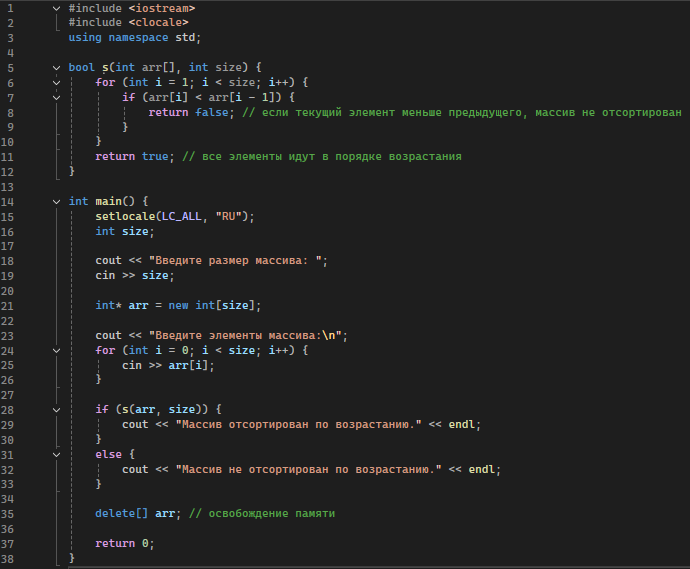 1 #include <iostream>
2 #include <clocale>
3 using namespace std;
4
5 bool s(int arr[], int size) {
6     for (int i = 1; i < size; i++) {
7         if (arr[i] < arr[i - 1]) {
8             return false; // если текущий элемент меньше предыдущего, массив не отсортирован
9         }
10     }
11     return true; // все элементы идут в порядке возрастания
12 }
13
14 int main() {
15     setlocale(LC_ALL, "RU");
16     int size;
17
18     cout << "Введите размер массива: ";
19     cin >> size;
20
21     int* arr = new int[size];
22
23     cout << "Введите элементы массива:\n";
24     for (int i = 0; i < size; i++) {
25         cin >> arr[i];
26     }
27
28     if (s(arr, size)) {
29         cout << "Массив отсортирован по возрастанию." << endl;
30     }
31     else {
32         cout << "Массив не отсортирован по возрастанию." << endl;
33     }
34
35     delete[] arr; // освобождение памяти
36
37     return 0;
38 }